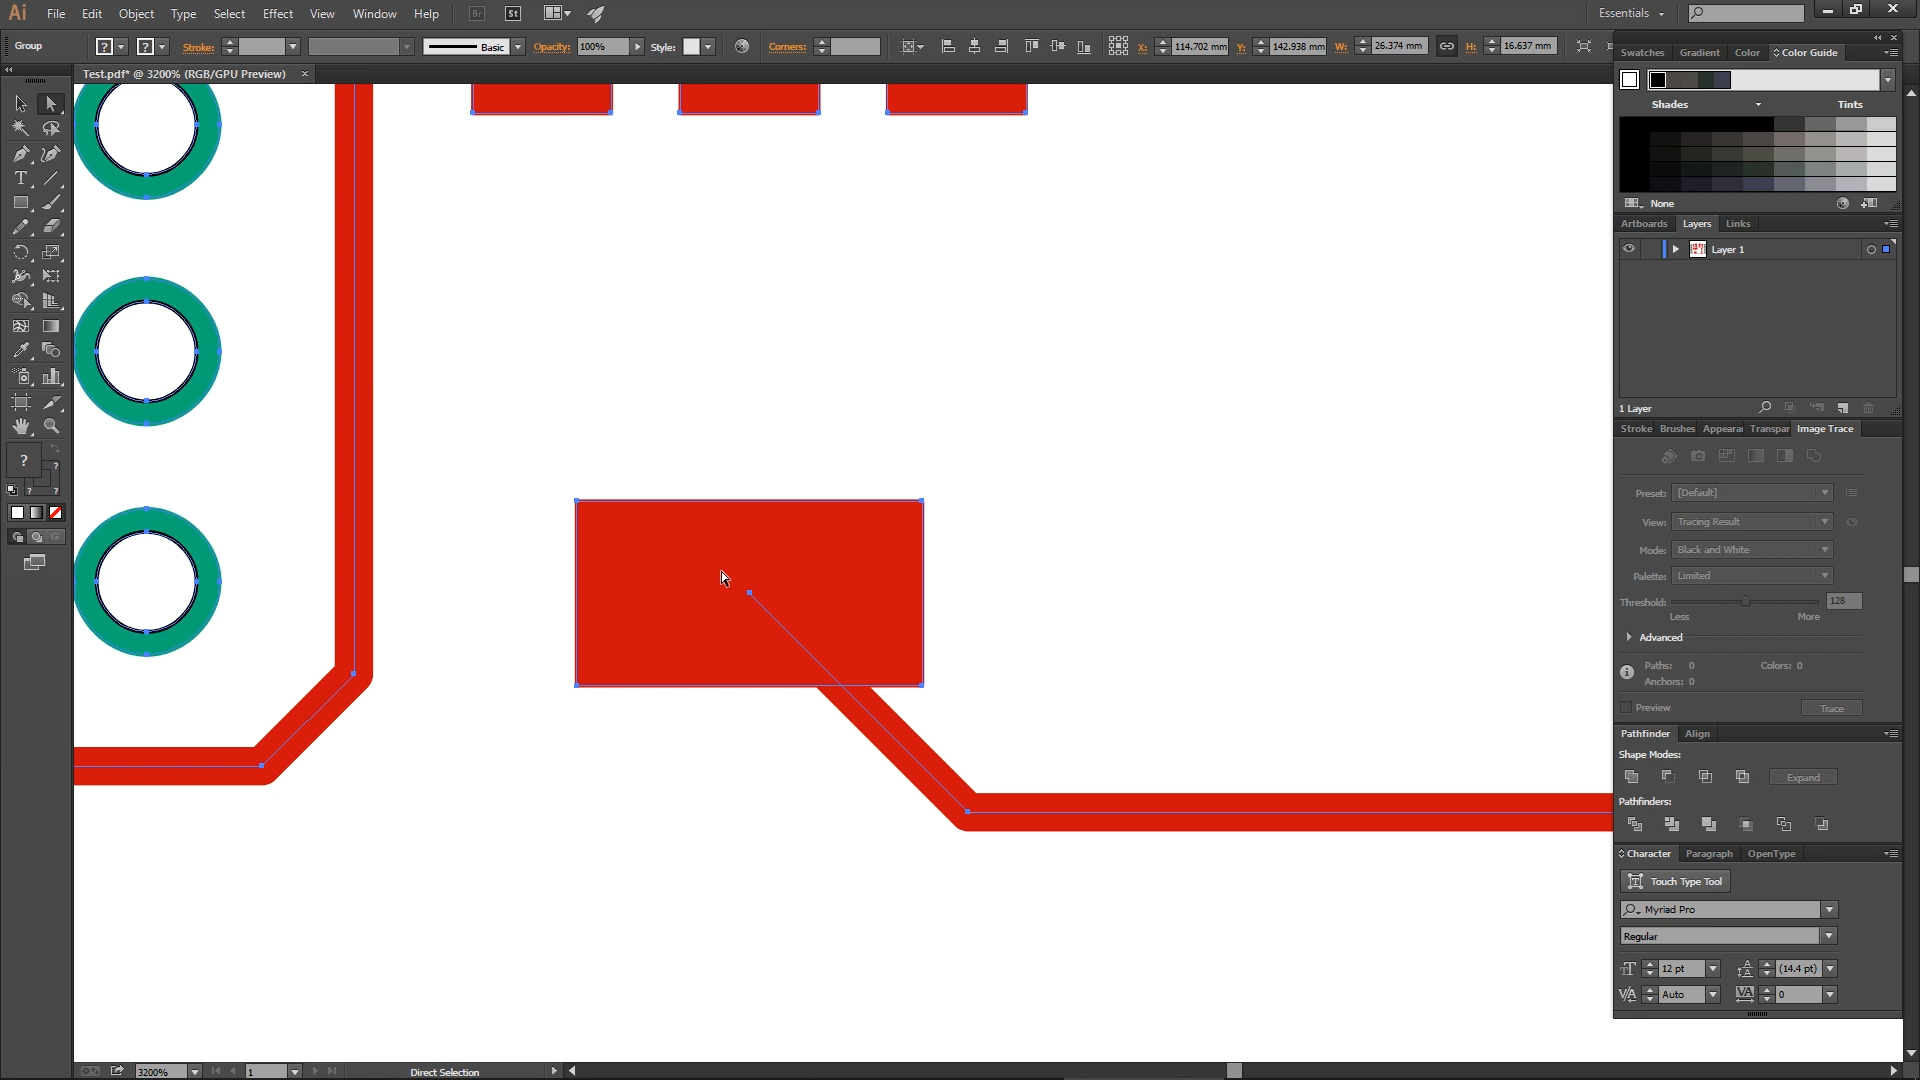 Ai File Edit Object Type Select Effect View Window Help Br St Essentials
Group ? ? Stroke: Basic Opacity: 100% Style: Corners: X: 114.702 mm Y: 142.938 mm W: 26.374 mm H: 16.637 mm
Test.pdf* @ 3200% (RGB/GPU Preview) ×
Swatches Gradient Color Color Guide
Shades Tints
None
Artboards Layers Links
Layer 1
1 Layer
Stroke Brushes Appeara Transpar Image Trace
Preset: [Default]
View: Tracing Result
Mode: Black and White
Palette: Limited
Threshold: 128
Less More
Advanced
Paths: 0 Colors: 0
Anchors: 0
Preview Trace
Pathfinder Align
Shape Modes:
Expand
Pathfinders:
Character Paragraph OpenType
Touch Type Tool
Myriad Pro
Regular
12 pt (14.4 pt)
Auto 0
3200% 1 Direct Selection